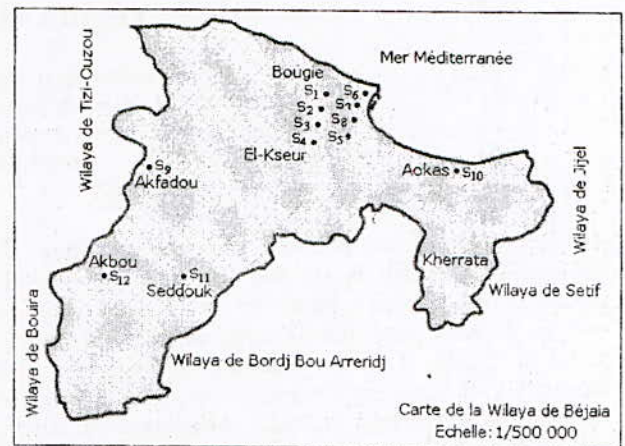 Mer Méditerranée
Bougie
Wilaya de Tizi-Ouzou
S1
S6
S2
S7
S3
S8
S4
S5
El-Kseur
S9
Akfadou
Aokas
S10
Wilaya de Jijel
Akbou
S12
S11
Seddouk
Kherrata
Wilaya de Setif
Wilaya de Bouira
Wilaya de Bordj Bou Arreridj
Carte de la Wilaya de Béjaia
Echelle: 1/500 000